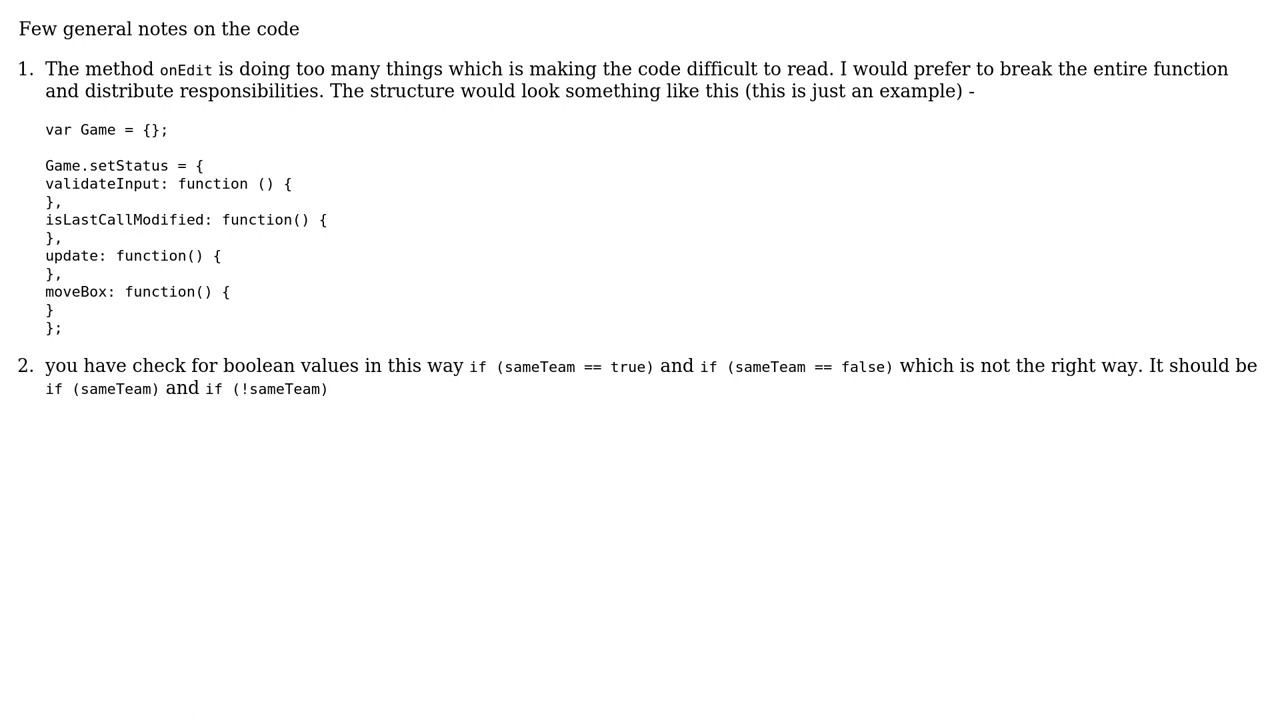 Few general notes on the code
1. The method onEdit is doing too many things which is making the code difficult to read. I would prefer to break the entire function
and distribute responsibilities. The structure would look something like this (this is just an example) -
var Game = {};
Game.setStatus = {
validateInput: function () {
},
isLastCallModified: function() {
},
update: function() {
},
moveBox: function() {
}
};
2. you have check for boolean values in this way if (sameTeam == true) and if (sameTeam == false) which is not the right way. It should be
if (sameTeam) and if (!sameTeam)